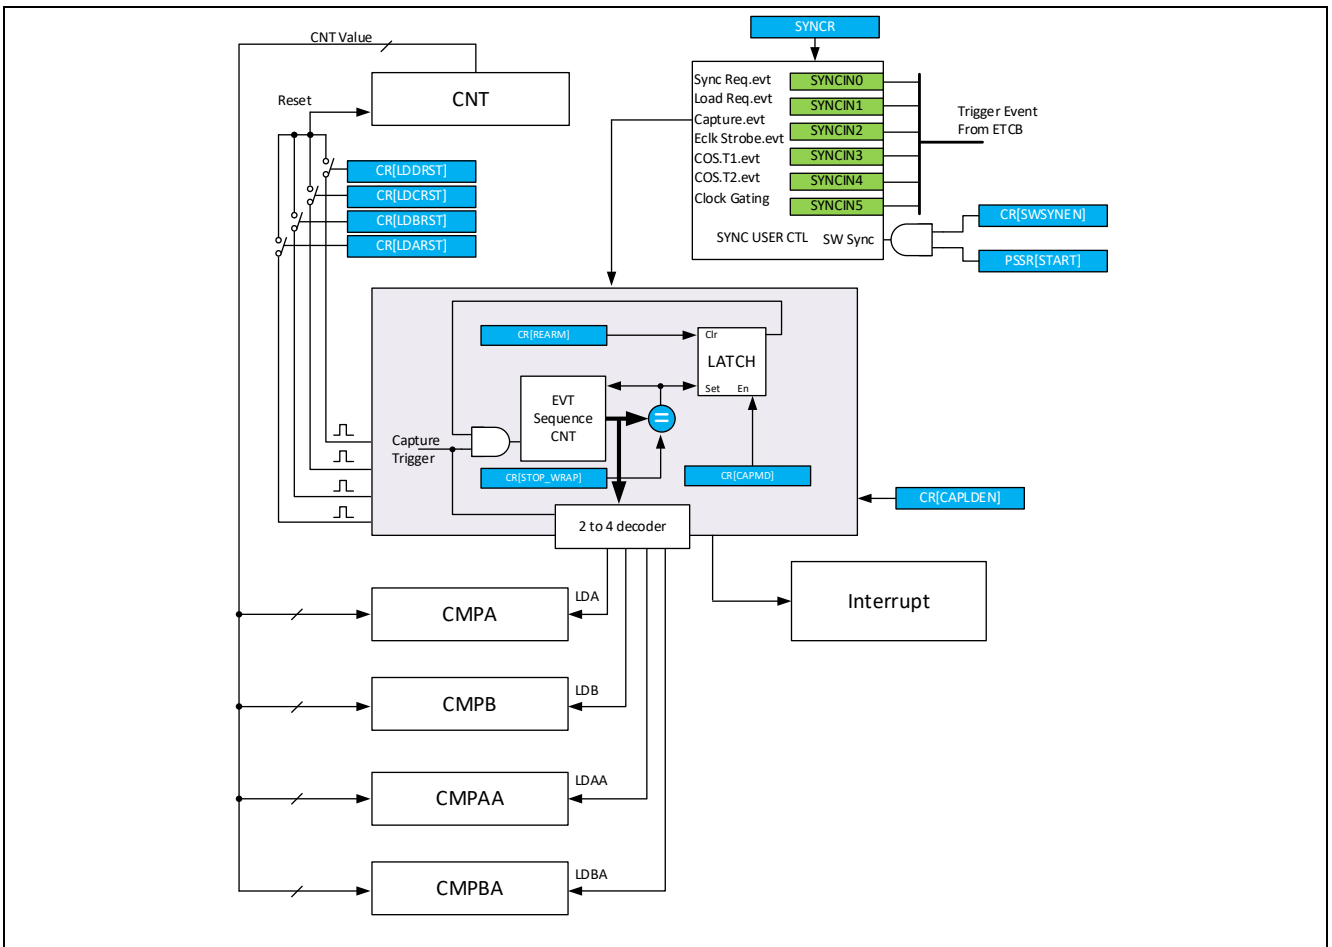 SYNCR
CNT Value
Sync Req.evt
SYNCIN0
Load Req.evt
SYNCIN1
Capture.evt
SYNCIN2
Eclk Strobe.evt
SYNCIN3
COS.T1.evt
COS.T2.evt
SYNCIN4
Clock Gating
SYNCIN5
SYNC USER CTL
SW Sync
Trigger Event
From ETCB
CR[SWSYNEN]
PSSR[START]
CNT
Reset
CR[LDDRST]
CR[LDCRST]
CR[LDBRST]
CR[LDARST]
CR[REARM]
Clr
LATCH
Set
En
EVT
Sequence
CNT
=
Capture
Trigger
CR[STOP_WRAP]
CR[CAPMD]
CR[CAPLDEN]
2 to 4 decoder
Interrupt
CMPA
LDA
CMPB
LDB
CMPAA
LDAA
CMPBA
LDBA